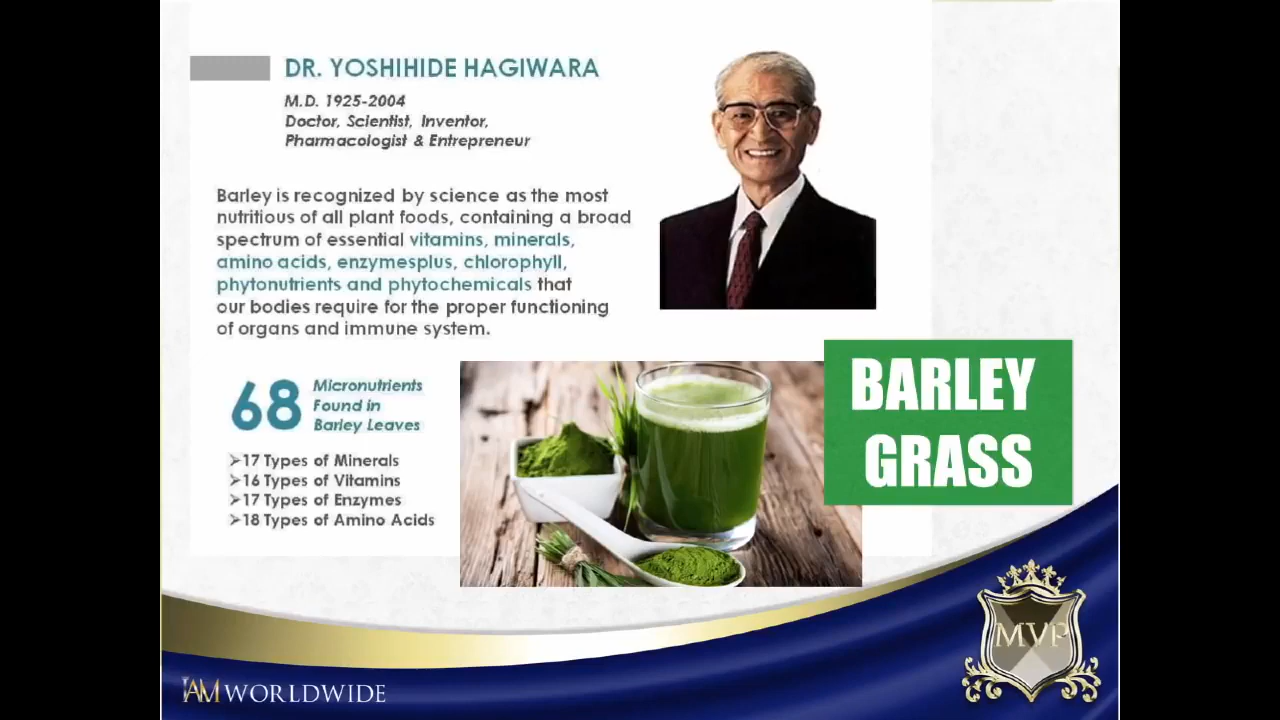 DR. YOSHIHIDE HAGIWARA
M.D. 1925-2004
Doctor, Scientist, Inventor,
Pharmacologist & Entrepreneur
Barley is recognized by science as the most
nutritious of all plant foods, containing a broad
spectrum of essential vitamins, minerals,
amino acids, enzymesplus, chlorophyll,
phytonutrients and phytochemicals that
our bodies require for the proper functioning
of organs and immune system.
68
Micronutrients
Found in
Barley Leaves
➢17 Types of Minerals
➢16 Types of Vitamins
➢17 Types of Enzymes
➢18 Types of Amino Acids
BARLEY
GRASS
MVP
IAM WORLDWIDE